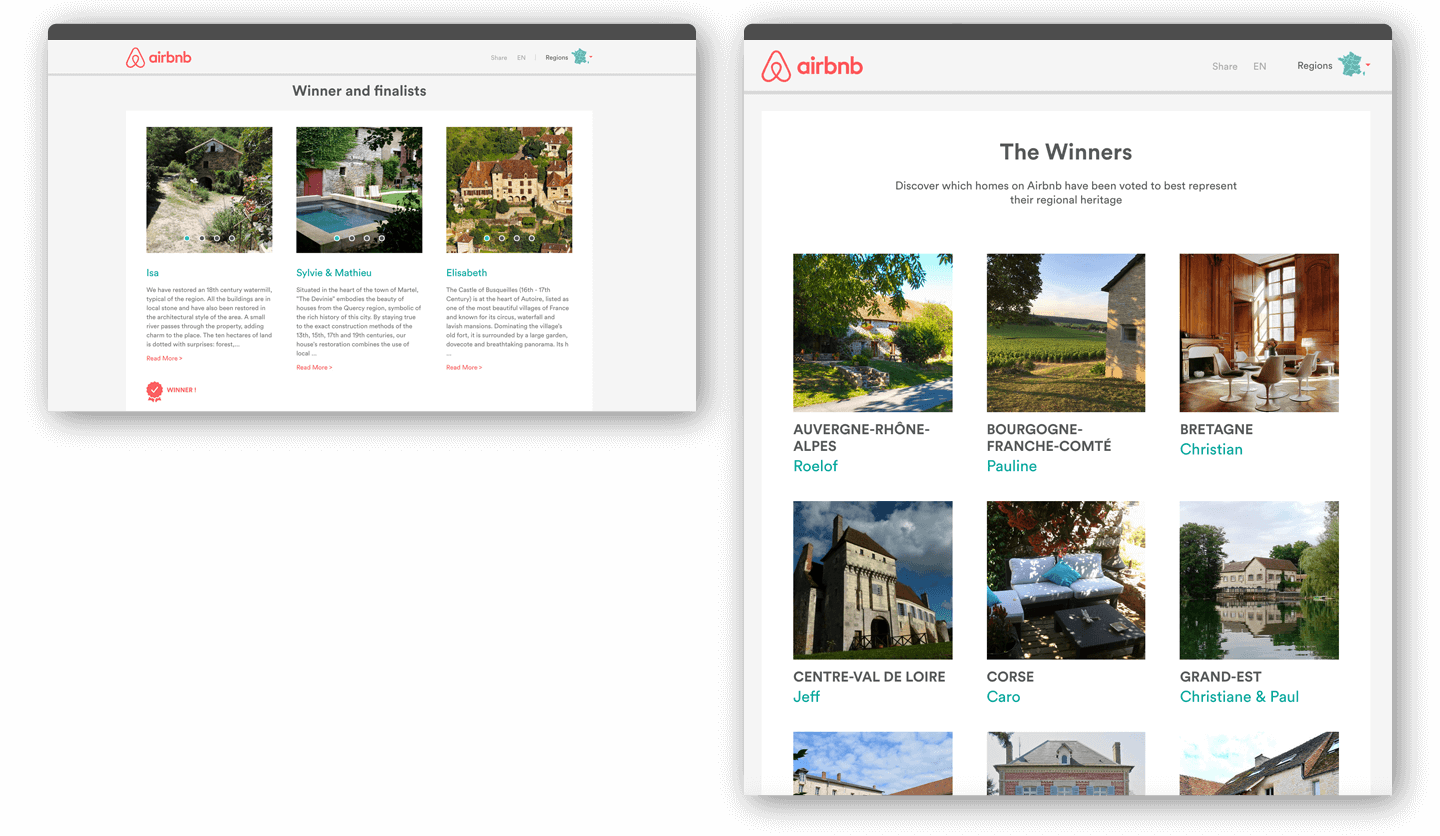 airbnb
Share EN | Regions
Winner and finalists
Isa
We have restored an 18th century watermill,
typical of the region. All the buildings are in
local stone and have also been restored in
the architectural style of the area. A small
river passes through the property, adding
charm to the place. The ten hectares of land
is dotted with surprises: forest,...
Read More >
WINNER !
Sylvie & Mathieu
Situated in the heart of the town of Martel,
"The Devinie" embodies the beauty of
houses from the Quercy region, symbolic of
the rich history of this city. By staying true
to the exact construction methods of the
13th, 15th, 17th and 19th centuries, our
house's restoration combines the use of
local ...
Read More >
Elisabeth
The Castle of Busqueilles (16th - 17th
Century) is at the heart of Autoire, listed as
one of the most beautiful villages of France
and known for its circus, waterfall and
lavish mansions. Dominating the village's
old fort, it is surrounded by a large garden,
dovecote and breathtaking panorama. Its h
...
Read More >
airbnb
Share EN Regions
The Winners
Discover which homes on Airbnb have been voted to best represent
their regional heritage
AUVERGNE-RHÔNE-
ALPES
Roelof
BOURGOGNE-
FRANCHE-COMTÉ
Pauline
BRETAGNE
Christian
CENTRE-VAL DE LOIRE
Jeff
CORSE
Caro
GRAND-EST
Christiane & Paul